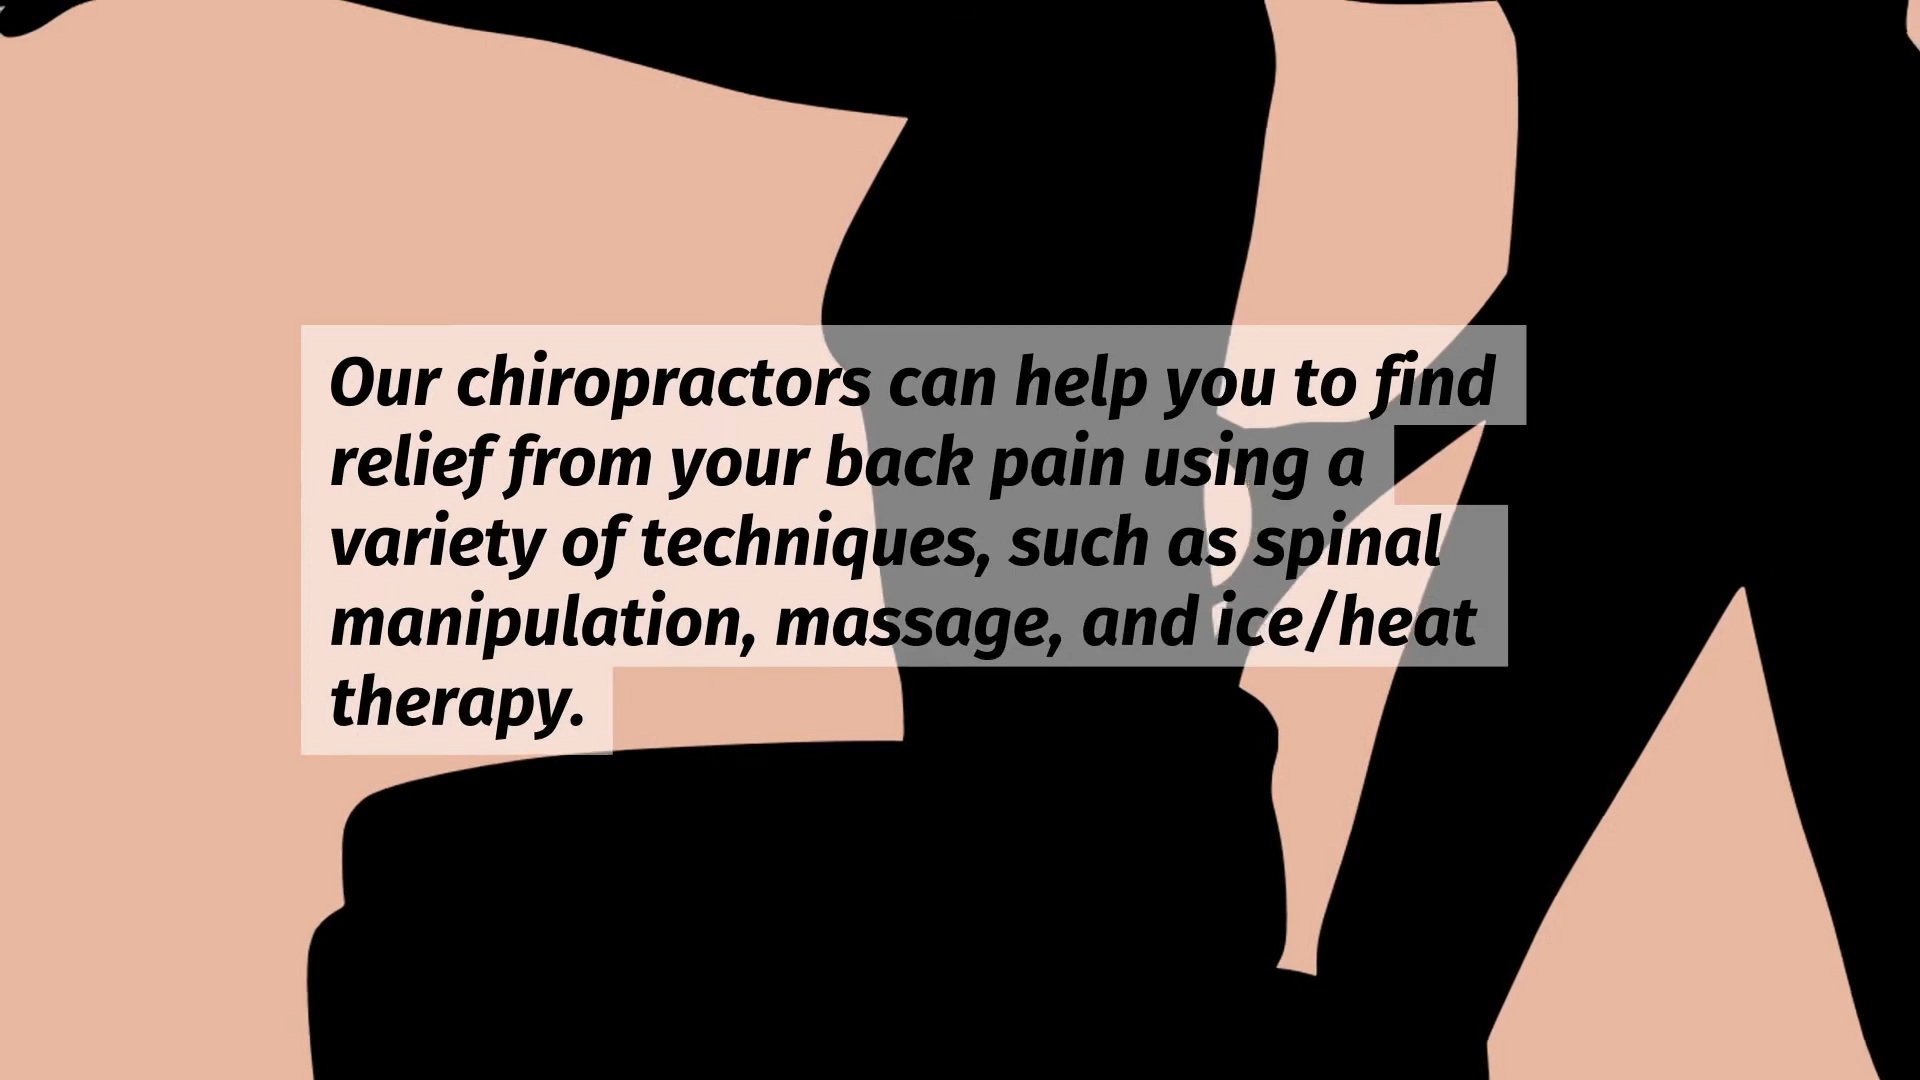 Our chiropractors can help you to find
relief from your back pain using a
variety of techniques, such as spinal
manipulation, massage, and ice/heat
therapy.